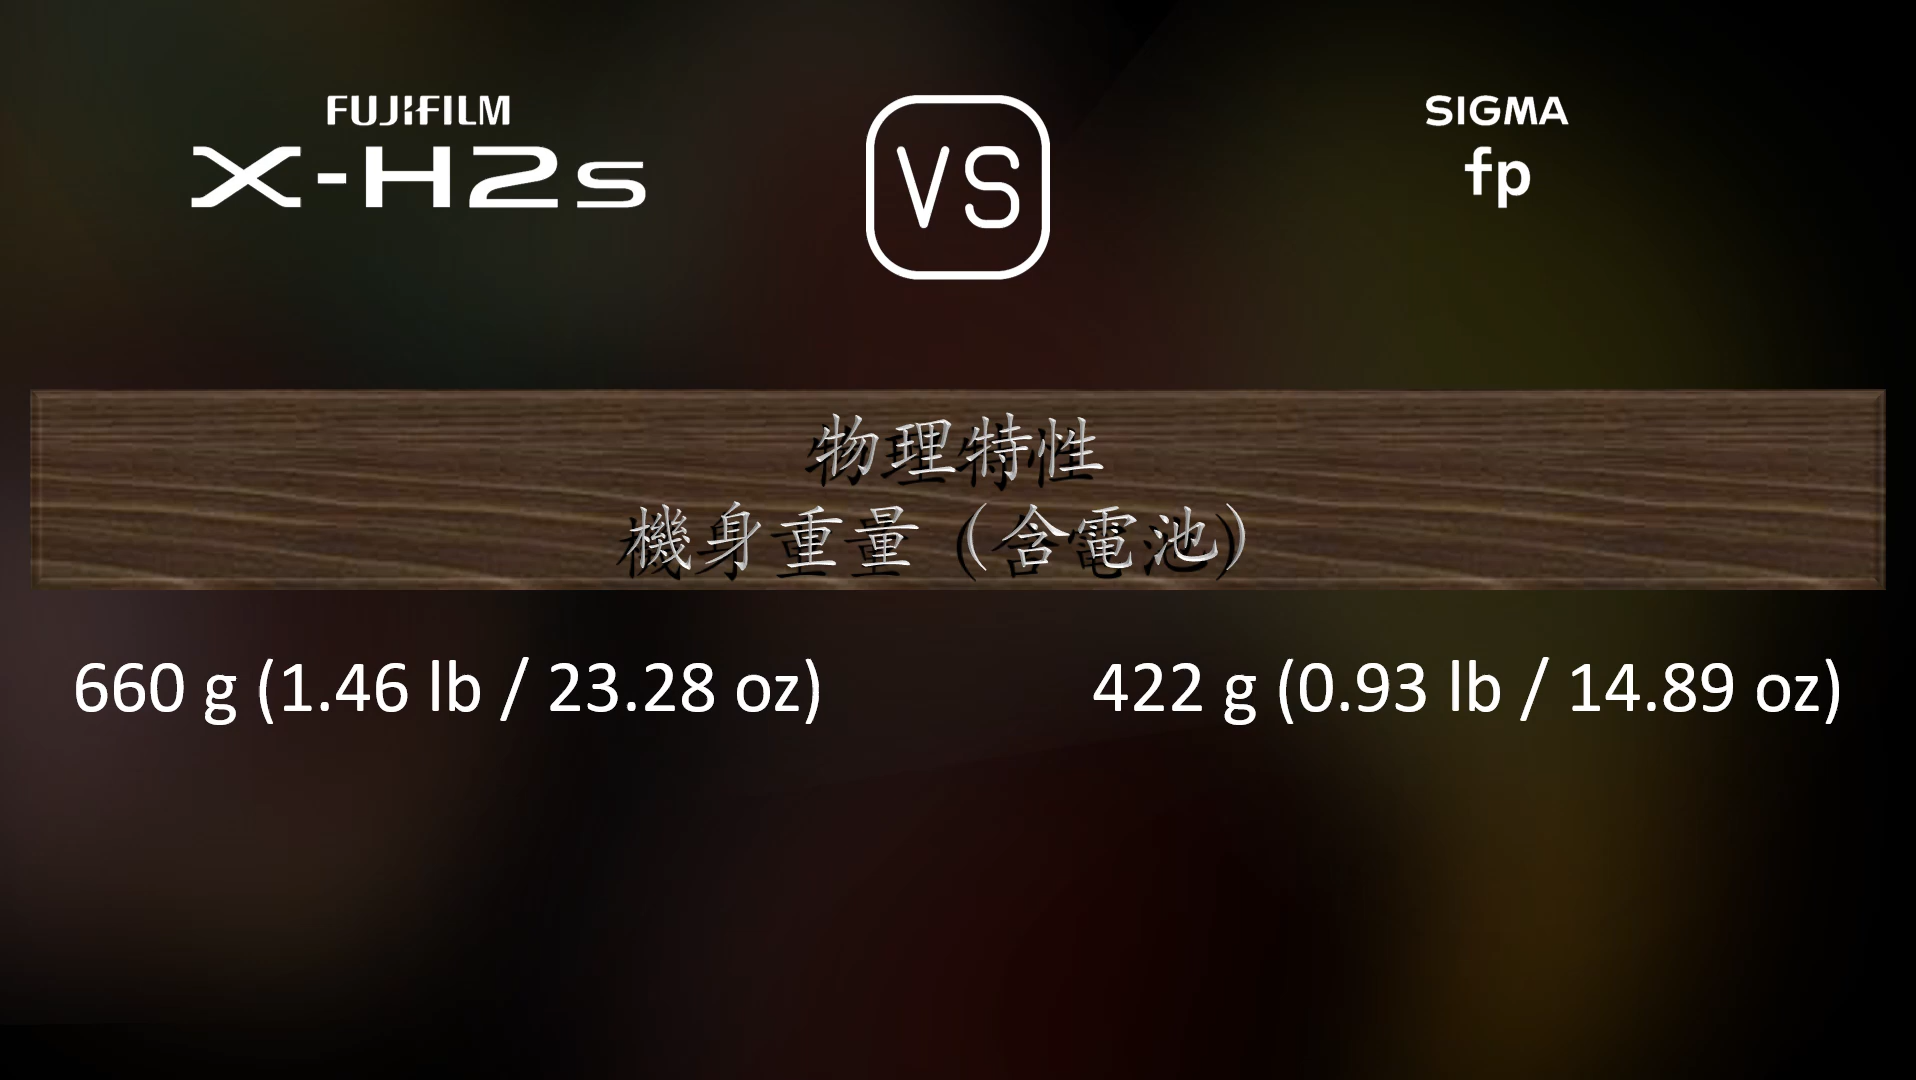 FUJIFILM
X-H2s
VS
SIGMA
fp
物理特性
機身重量（含電池）
660 g (1.46 lb / 23.28 oz)
422 g (0.93 lb / 14.89 oz)